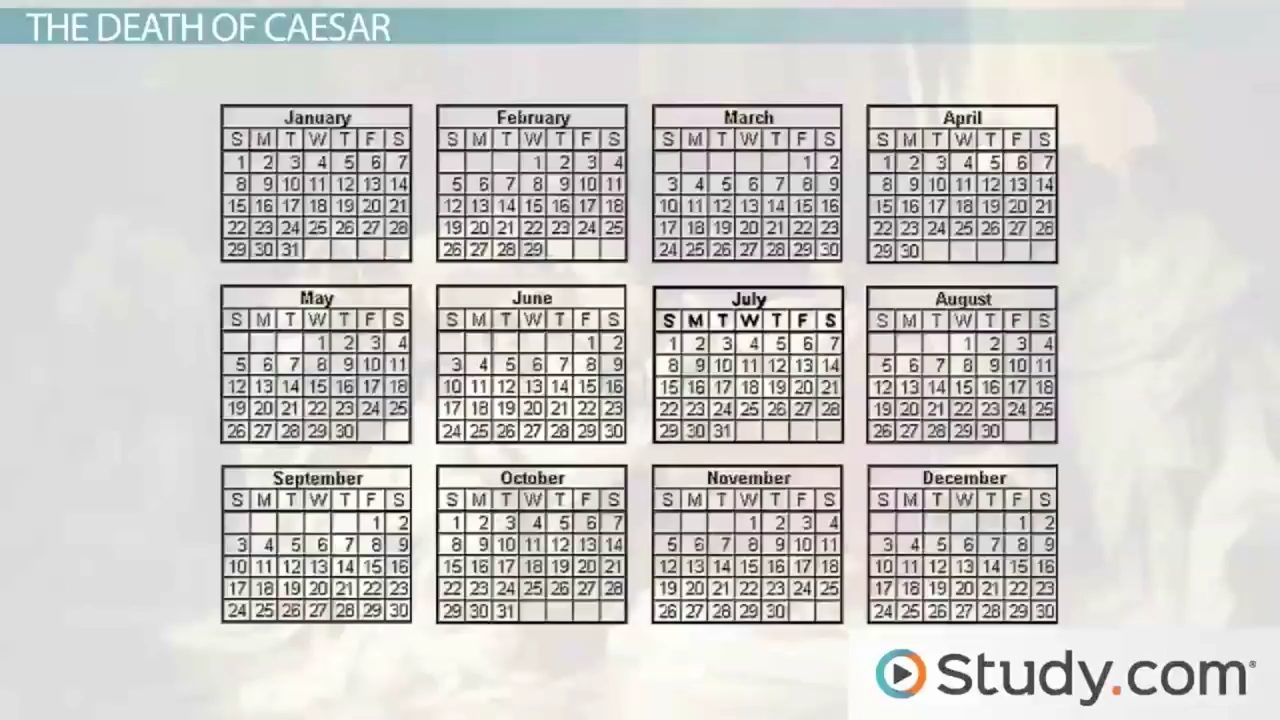 THE DEATH OF CAESAR
January February March April
S M T W T F S S M T W T F S S M T W T F S S M T W T F S
1 2 3 4 5 6 7 1 2 3 4 1 2 1 2 3 4 5 6 7
8 9 10 11 12 13 14 5 6 7 8 9 10 11 3 4 5 6 7 8 9 8 9 10 11 12 13 14
15 16 17 18 19 20 21 12 13 14 15 16 17 18 10 11 12 13 14 15 16 15 16 17 18 19 20 21
22 23 24 25 26 27 28 19 20 21 22 23 24 25 17 18 19 20 21 22 23 22 23 24 25 26 27 28
29 30 31 26 27 28 29 24 25 26 27 28 29 30 29 30
May June July August
S M T W T F S S M T W T F S S M T W T F S S M T W T F S
1 2 3 4 1 2 1 2 3 4 5 6 7 1 2 3 4
5 6 7 8 9 10 11 3 4 5 6 7 8 9 8 9 10 11 12 13 14 5 6 7 8 9 10 11
12 13 14 15 16 17 18 10 11 12 13 14 15 16 15 16 17 18 19 20 21 12 13 14 15 16 17 18
19 20 21 22 23 24 25 17 18 19 20 21 22 23 22 23 24 25 26 27 28 19 20 21 22 23 24 25
26 27 28 29 30 24 25 26 27 28 29 30 29 30 31 26 27 28 29 30
September October November December
S M T W T F S S M T W T F S S M T W T F S S M T W T F S
1 2 1 2 3 4 5 6 7 1 2 3 4 1 2
3 4 5 6 7 8 9 8 9 10 11 12 13 14 5 6 7 8 9 10 11 3 4 5 6 7 8 9
10 11 12 13 14 15 16 15 16 17 18 19 20 21 12 13 14 15 16 17 18 10 11 12 13 14 15 16
17 18 19 20 21 22 23 22 23 24 25 26 27 28 19 20 21 22 23 24 25 17 18 19 20 21 22 23
24 25 26 27 28 29 30 29 30 31 26 27 28 29 30 24 25 26 27 28 29 30
Study.com